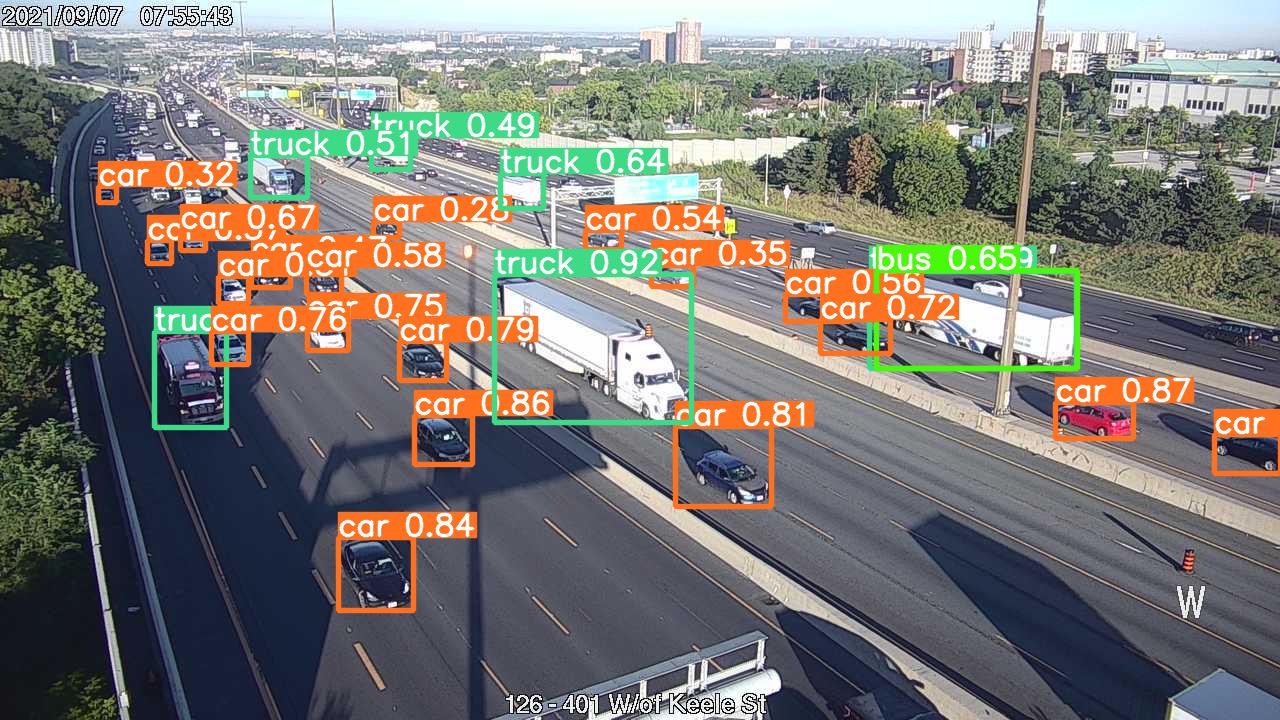 2021/09/07 07:55:43
truck 0.49
truck 0.51
truck 0.64
car 0.32
car 0.67
car 0.28
car 0.54
car 0.58
car 0.35
truck 0.92
bus 0.659
car 0.56
car 0.72
car 0.75
car 0.76
car 0.79
car 0.87
car 0.86
car 0.81
car
car 0.84
W
126 - 401 W/of Keele St